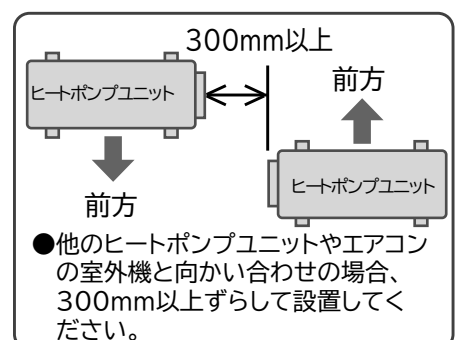 300mm以上
ヒートポンプユニット
前方
前方
ヒートポンプユニット
●他のヒートポンプユニットやエアコン
の室外機と向かい合わせの場合、
300mm以上ずらして設置してく
ださい。